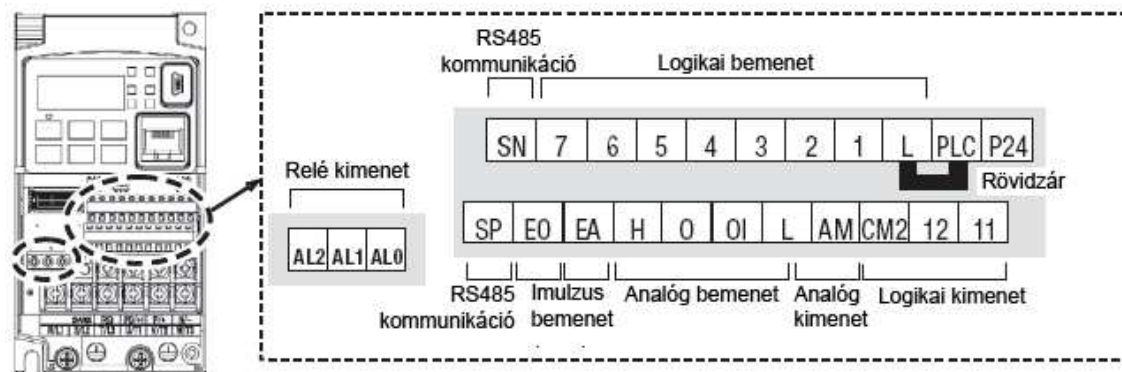 RS485
kommunikáció
Logikai bemenet
SN 7 6 5 4 3 2 1 L PLC P24
Rövidzár
Relé kimenet
AL2 AL1 AL0
SP EO EA H O OI L AM CM2 12 11
RS485
kommunikáció
Imulzus
bemenet
Analóg bemenet
Analóg
kimenet
Logikai kimenet